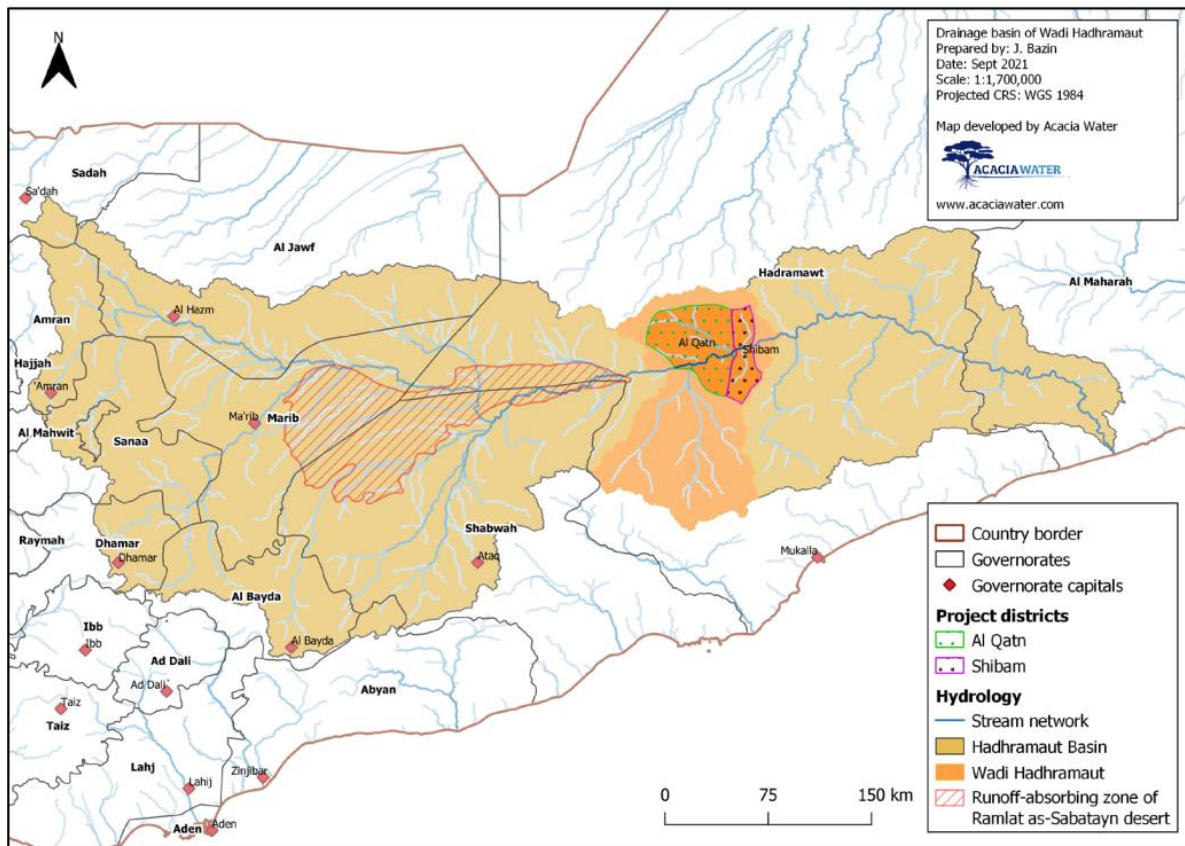 N
Drainage basin of Wadi Hadhramaut
Prepared by: J. Bazin
Date: Sept 2021
Scale: 1:1,700,000
Projected CRS: WGS 1984
Map developed by Acacia Water
ACACIAWATER
www.acaciawater.com
Sadah
Sa'dah
Al Jawf
Hadramawt
Al Maharah
Al Hazm
Amran
Hajjah
'Amran
Al Qatn
Shibam
Al Mahwit
Sanaa
Ma'rib
Marib
Raymah
Dhamar
Dhamar
Shabwah
Ataq
Mukalla
Al Bayda
Al Bayda
Ibb
Ibb
Ad Dali
Ad Dali
Abyan
Taiz
Taiz
Lahj
Lahij
Zinjibar
Aden
Aden
0 75 150 km
Country border
Governorates
Governorate capitals
Project districts
Al Qatn
Shibam
Hydrology
Stream network
Hadhramaut Basin
Wadi Hadhramaut
Runoff-absorbing zone of
Ramlat as-Sabatayn desert